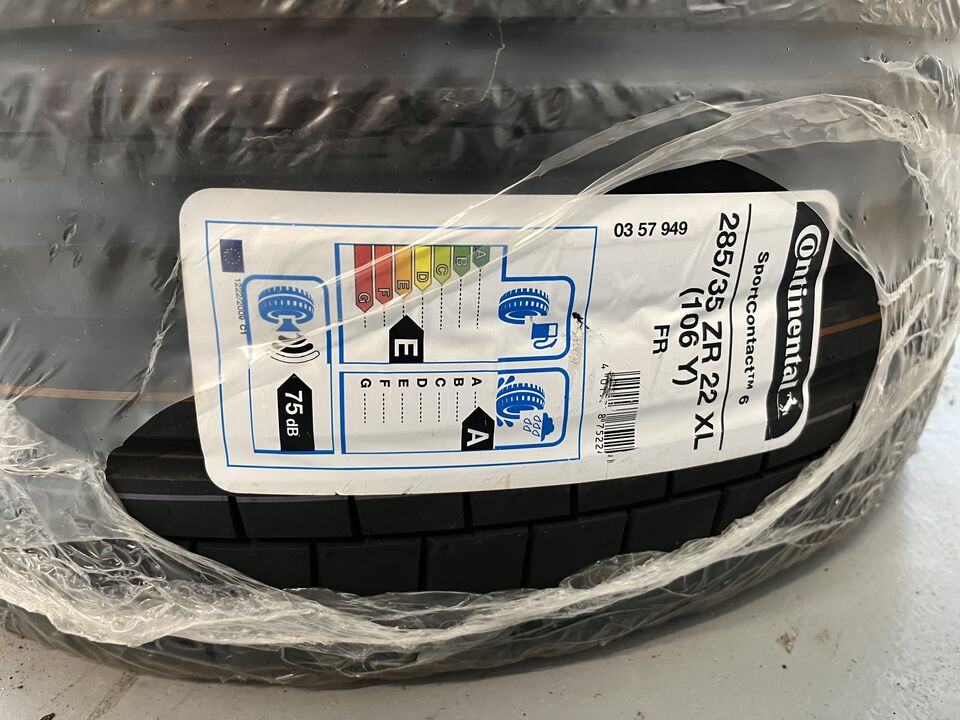 Continental
SportContact™ 6
285/35 ZR 22 XL
(106 Y)
FR
03 57 949
A
B
C
D
E
F
G
E
A
B
C
D
E
F
G
A
75 dB
1222/2009 C1